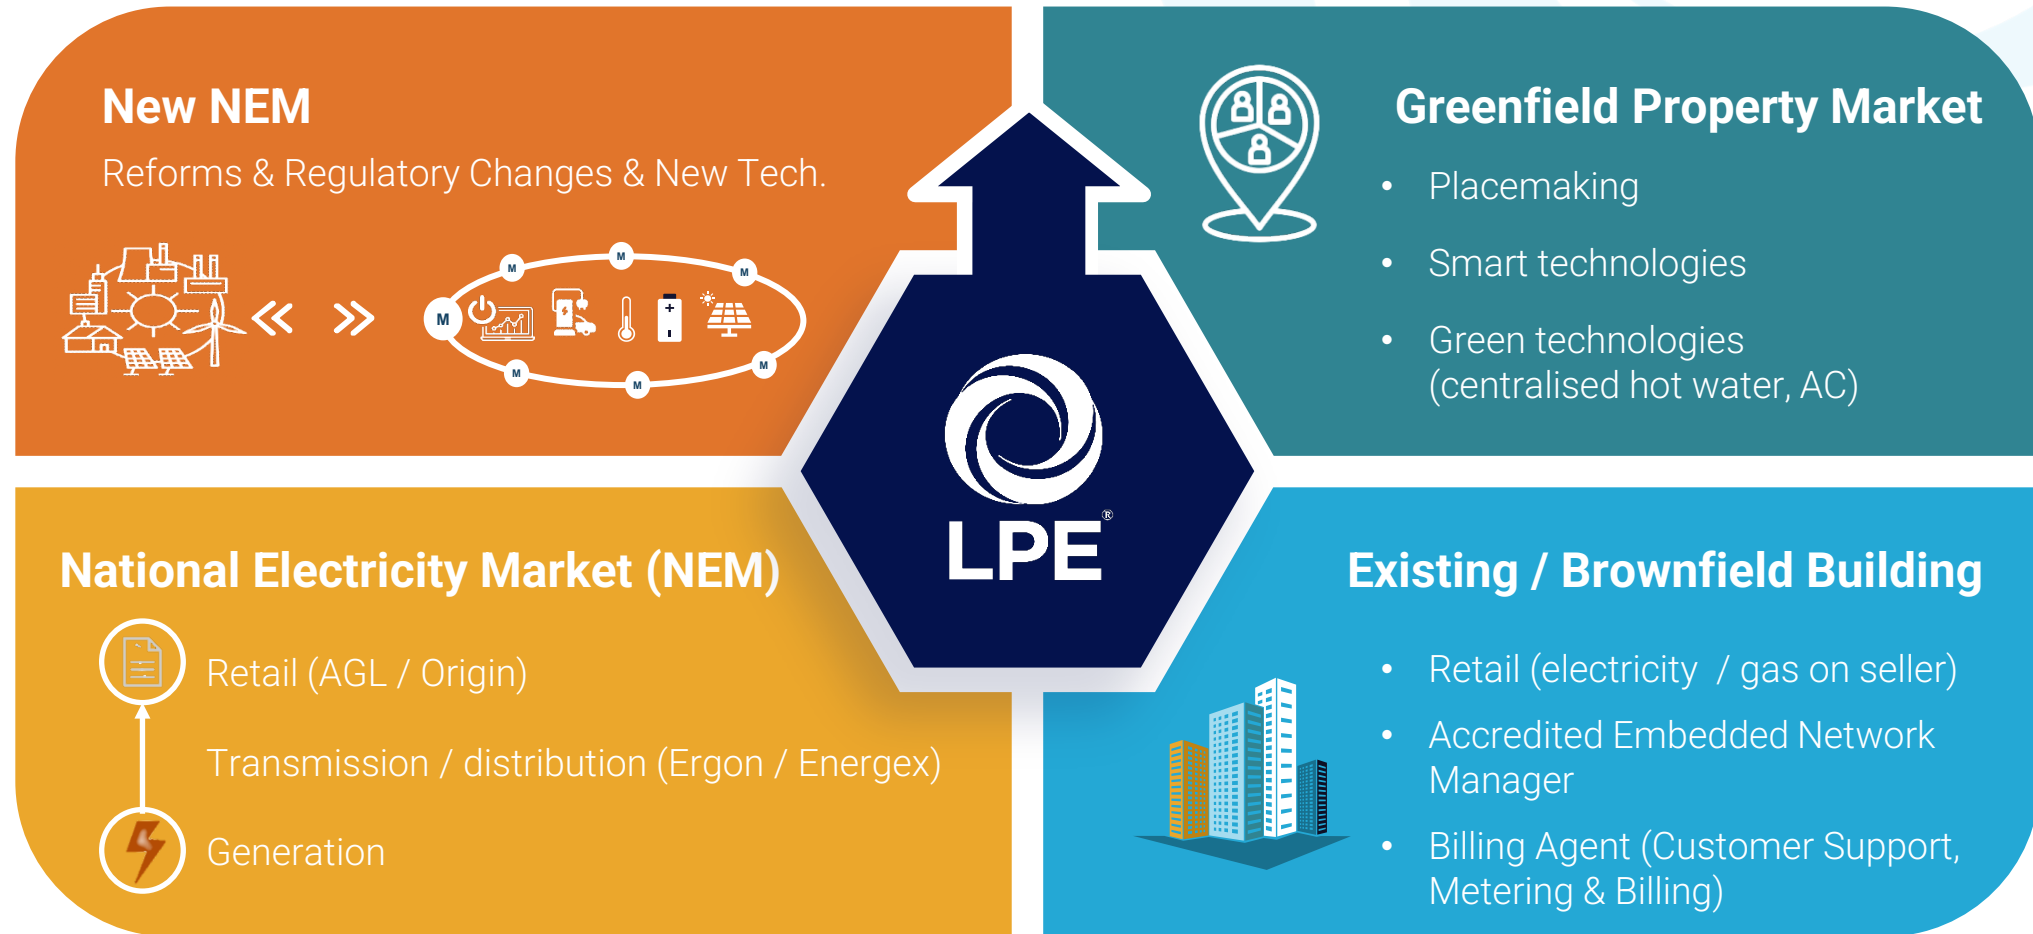 New NEM
Reforms & Regulatory Changes & New Tech.
M
M
M
M
M
M
M
+
Greenfield Property Market
• Placemaking
• Smart technologies
• Green technologies
(centralised hot water, AC)
LPE®
National Electricity Market (NEM)
Retail (AGL / Origin)
Transmission / distribution (Ergon / Energex)
Generation
Existing / Brownfield Building
• Retail (electricity / gas on seller)
• Accredited Embedded Network
Manager
• Billing Agent (Customer Support,
Metering & Billing)